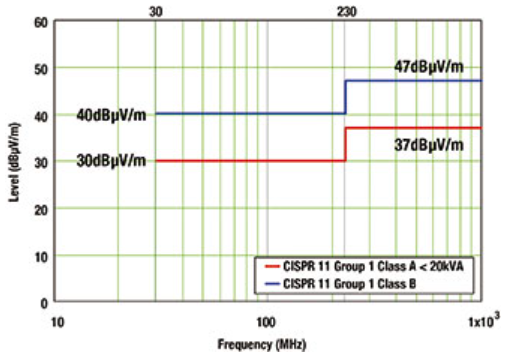 30 230
60
50
40
30
20
10
0
Level (dBµV/m)
47dBµV/m
40dBµV/m
37dBµV/m
30dBµV/m
CISPR 11 Group 1 Class A < 20kVA
CISPR 11 Group 1 Class B
10 100 1x10³
Frequency (MHz)